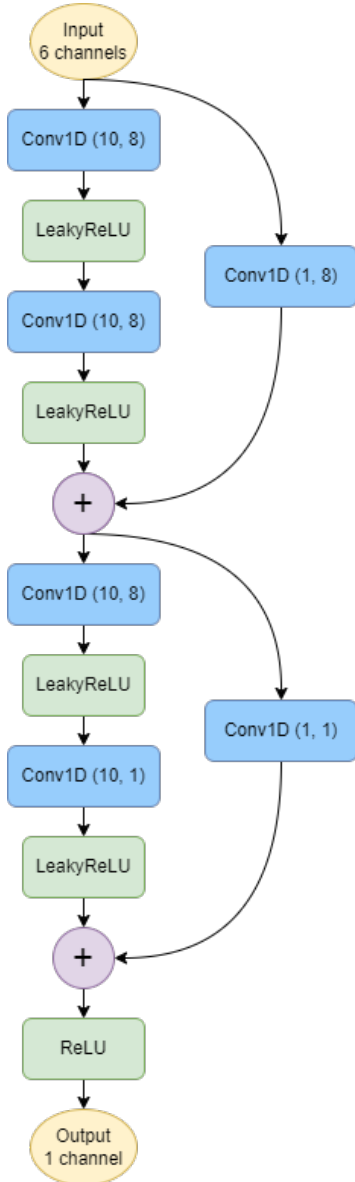 Input
6 channels
Conv1D (10, 8)
LeakyReLU
Conv1D (1, 8)
Conv1D (10, 8)
LeakyReLU
+
Conv1D (10, 8)
LeakyReLU
Conv1D (1, 1)
Conv1D (10, 1)
LeakyReLU
+
ReLU
Output
1 channel